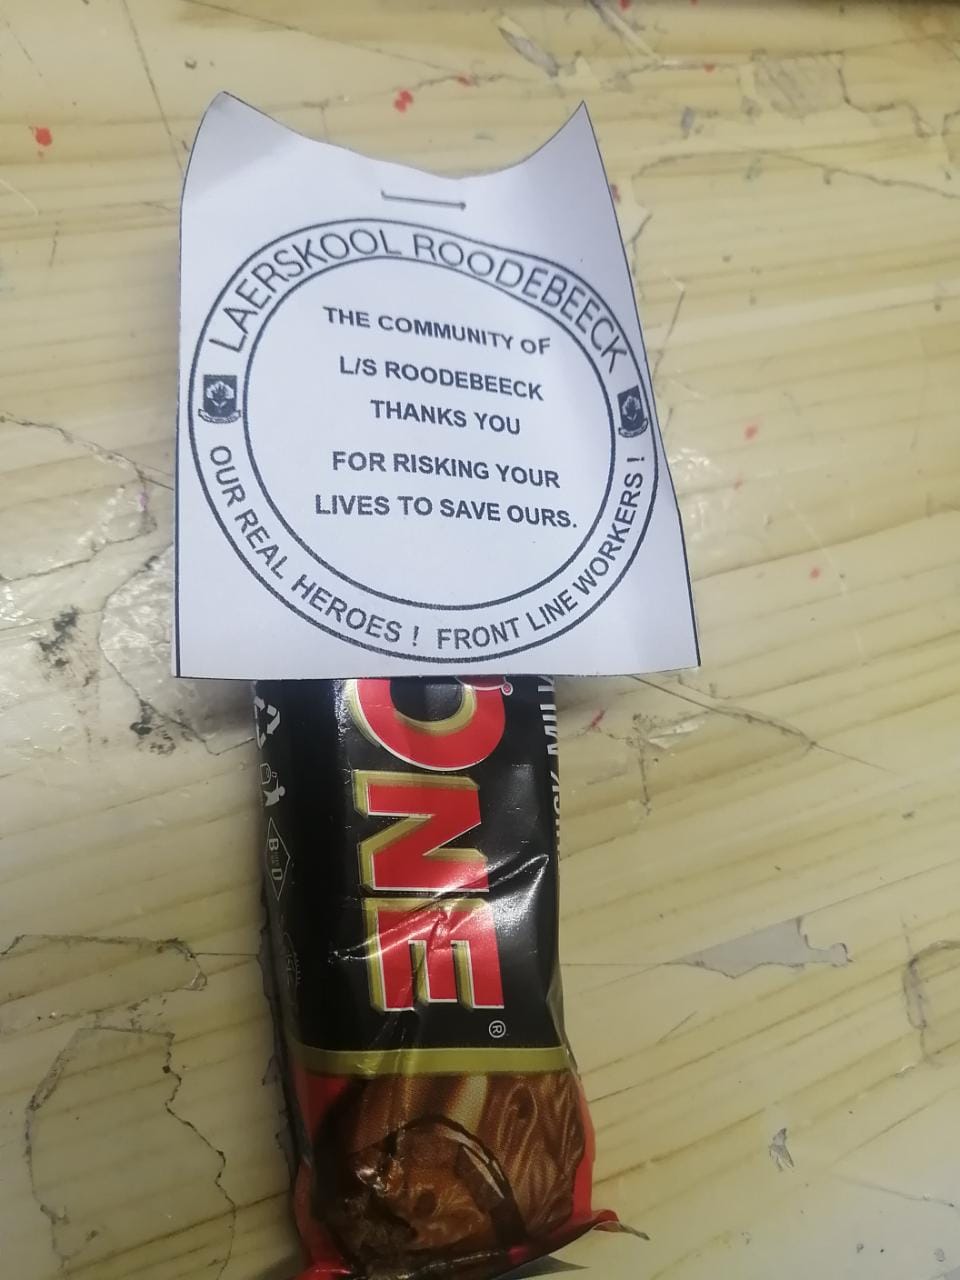 LAERSKOOL ROODEBEECK
THE COMMUNITY OF
L/S ROODEBEECK
THANKS YOU
FOR RISKING YOUR
LIVES TO SAVE OURS.
OUR REAL HEROES ! FRONT LINE WORKERS !
ONE
®
MILK
B
D